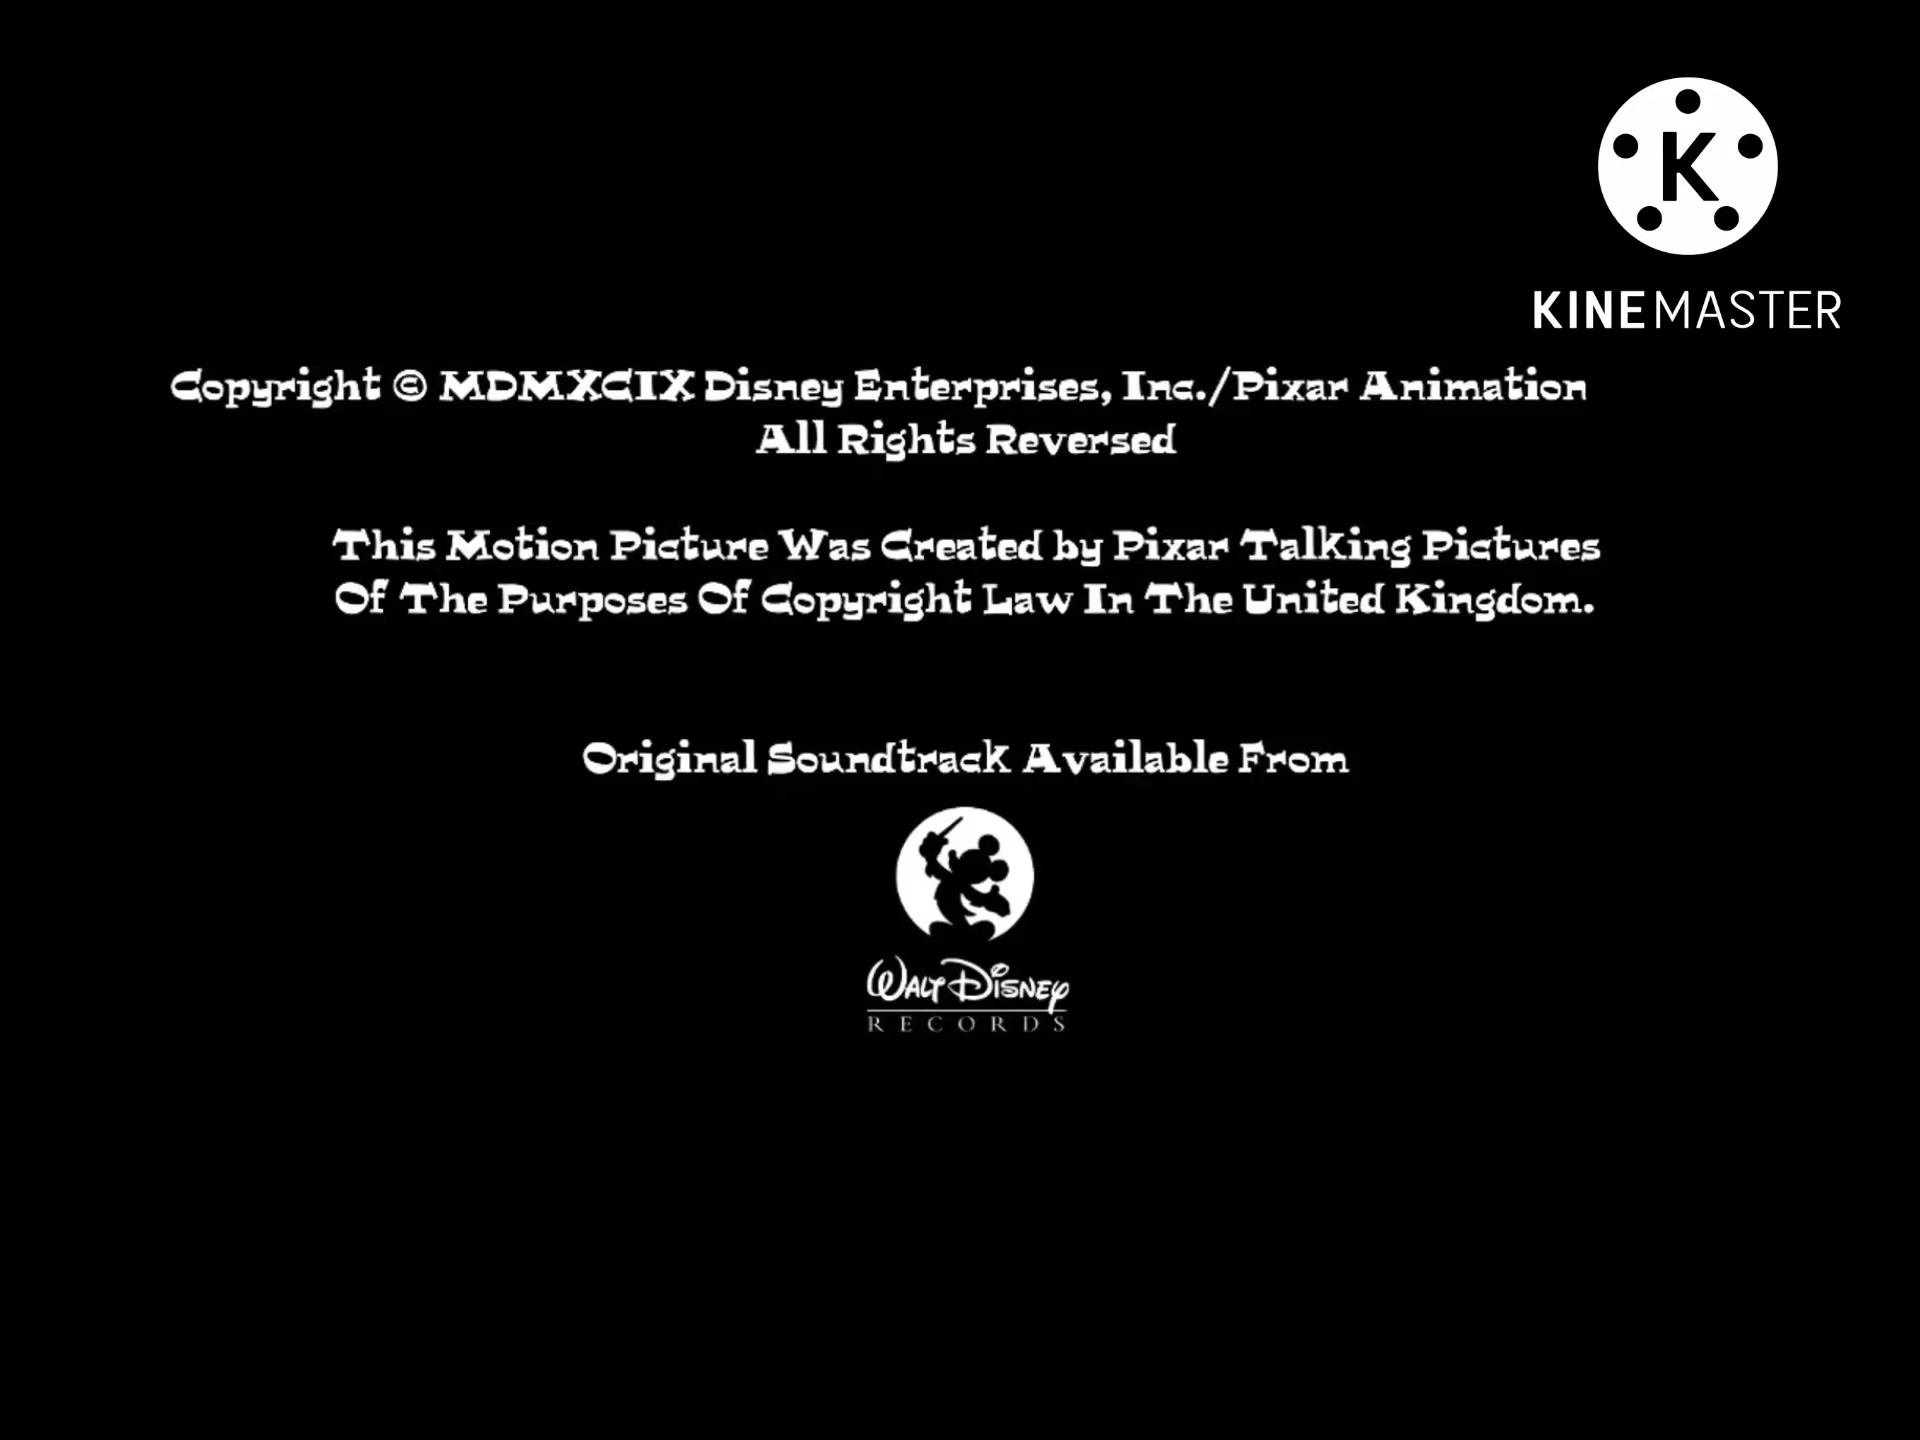 K
KINEMASTER
Copyright © MDMXCIX Disney Enterprises, Inc./Pixar Animation
All Rights Reversed
This Motion Picture Was Created by Pixar Talking Pictures
Of The Purposes Of Copyright Law In The United Kingdom.
Original Soundtrack Available From
WALT DISNEY
RECORDS